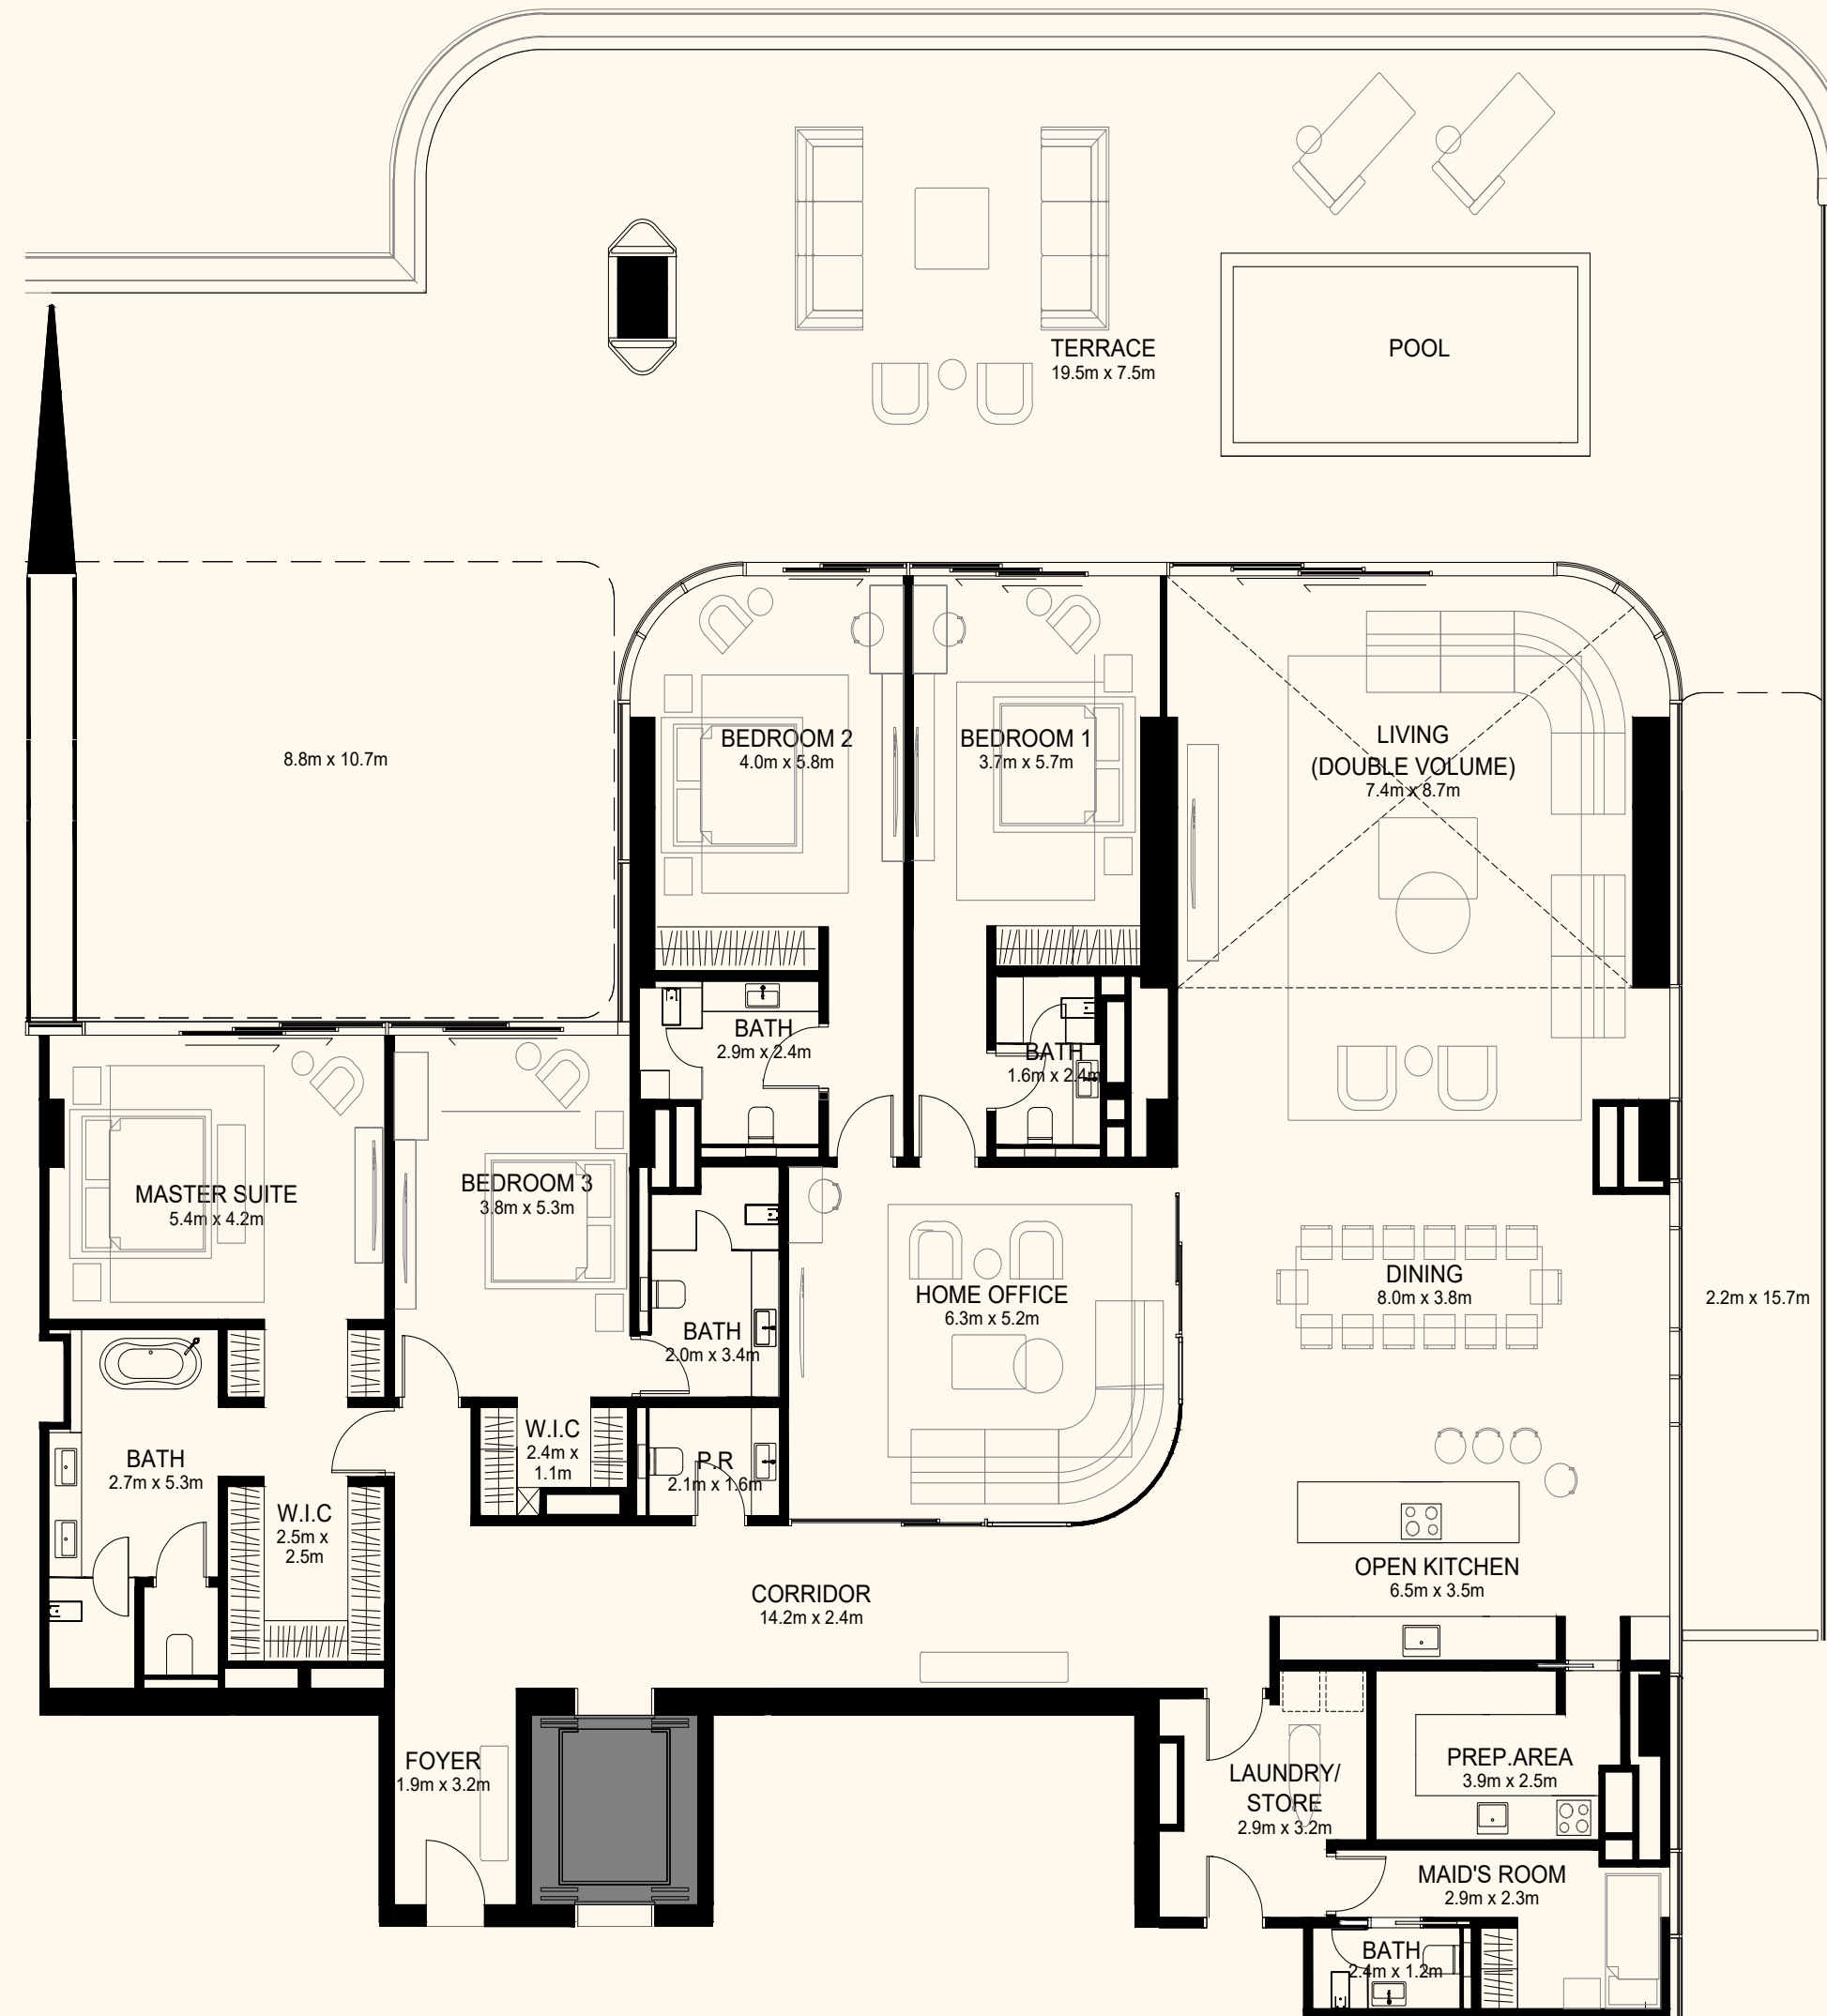 TERRACE
19.5m x 7.5m
POOL
8.8m x 10.7m
BEDROOM 2
4.0m x 5.8m
BEDROOM 1
3.7m x 5.7m
LIVING
(DOUBLE VOLUME)
7.4m x 8.7m
BATH
2.9m x 2.4m
BATH
1.6m x 2.4m
MASTER SUITE
5.4m x 4.2m
BEDROOM 3
3.8m x 5.3m
HOME OFFICE
6.3m x 5.2m
DINING
8.0m x 3.8m
2.2m x 15.7m
BATH
2.0m x 3.4m
BATH
2.7m x 5.3m
W.I.C
2.4m x
1.1m
P.R
2.1m x 1.6m
W.I.C
2.5m x
2.5m
CORRIDOR
14.2m x 2.4m
OPEN KITCHEN
6.5m x 3.5m
FOYER
1.9m x 3.2m
LAUNDRY/
STORE
2.9m x 3.2m
PREP.AREA
3.9m x 2.5m
MAID'S ROOM
2.9m x 2.3m
BATH
2.4m x 1.2m